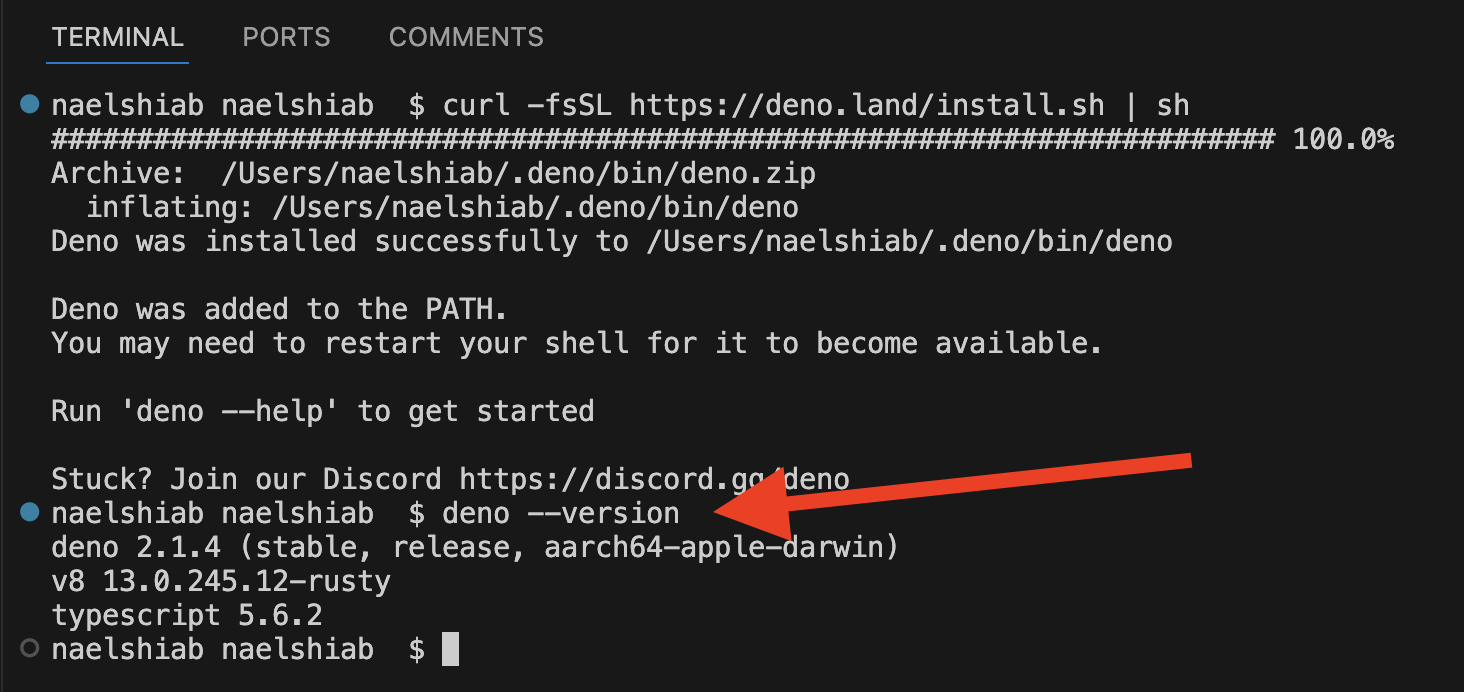 TERMINAL PORTS COMMENTS
naelshiab naelshiab $ curl -fsSL https://deno.land/install.sh | sh
######################################################################## 100.0%
Archive: /Users/naelshiab/.deno/bin/deno.zip
inflating: /Users/naelshiab/.deno/bin/deno
Deno was installed successfully to /Users/naelshiab/.deno/bin/deno
Deno was added to the PATH.
You may need to restart your shell for it to become available.
Run 'deno --help' to get started
Stuck? Join our Discord https://discord.gg/deno
naelshiab naelshiab $ deno --version
deno 2.1.4 (stable, release, aarch64-apple-darwin)
v8 13.0.245.12-rusty
typescript 5.6.2
naelshiab naelshiab $